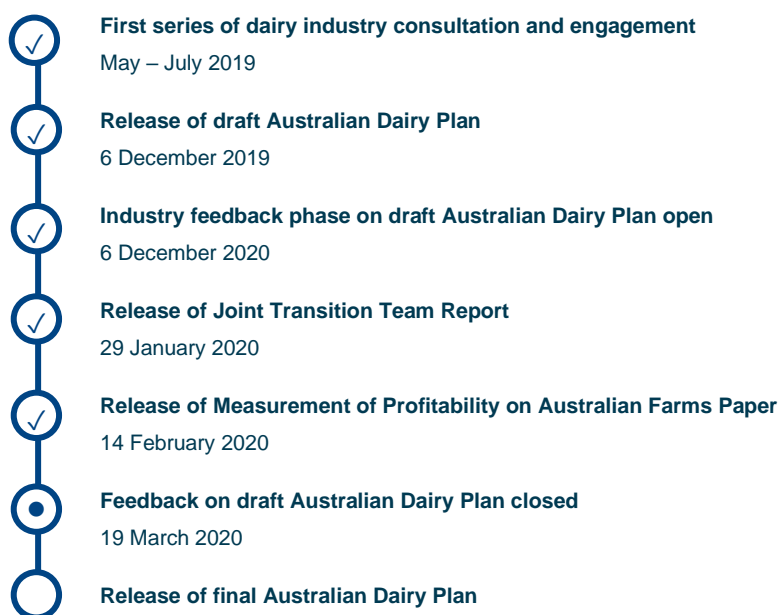 First series of dairy industry consultation and engagement
May – July 2019
Release of draft Australian Dairy Plan
6 December 2019
Industry feedback phase on draft Australian Dairy Plan open
6 December 2020
Release of Joint Transition Team Report
29 January 2020
Release of Measurement of Profitability on Australian Farms Paper
14 February 2020
Feedback on draft Australian Dairy Plan closed
19 March 2020
Release of final Australian Dairy Plan